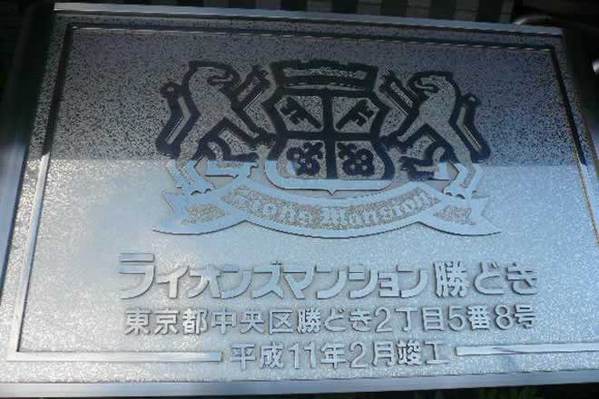 Lions Mansion
ライオンズマンション勝どき
東京都中央区勝どき2丁目5番8号
平成11年2月竣工